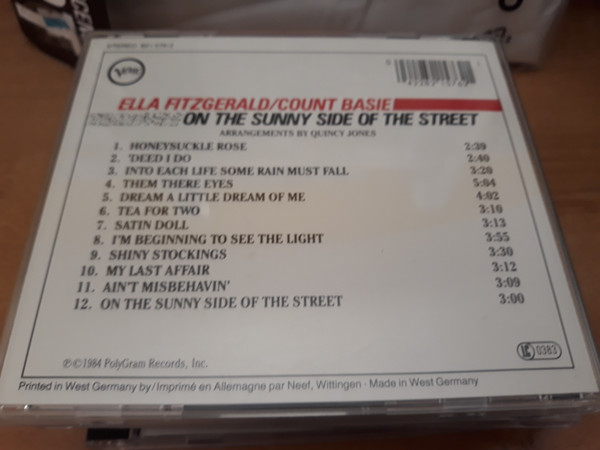 Verve
ELLA FITZGERALD/COUNT BASIE
ON THE SUNNY SIDE OF THE STREET
ARRANGEMENTS BY QUINCY JONES
1. HONEYSUCKLE ROSE 2:39
2. 'DEED I DO 2:40
3. INTO EACH LIFE SOME RAIN MUST FALL 3:20
4. THEM THERE EYES 5:04
5. DREAM A LITTLE DREAM OF ME 4:02
6. TEA FOR TWO 3:10
7. SATIN DOLL 3:13
8. I'M BEGINNING TO SEE THE LIGHT 3:55
9. SHINY STOCKINGS 3:30
10. MY LAST AFFAIR 3:12
11. AIN'T MISBEHAVIN' 3:09
12. ON THE SUNNY SIDE OF THE STREET 3:00
℗©1984 PolyGram Records, Inc.
0383
Printed in West Germany by/Imprimé en Allemagne par Neef, Wittingen · Made in West Germany